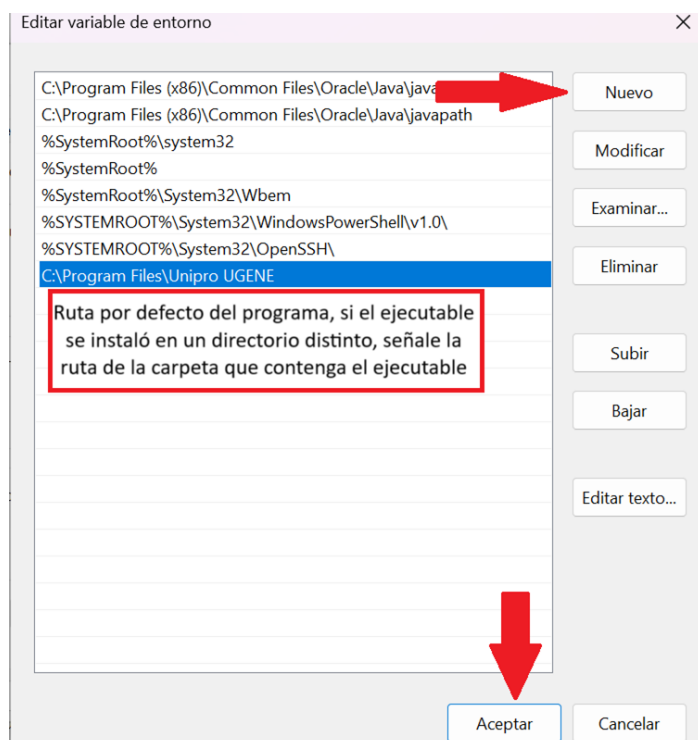 Editar variable de entorno
C:\Program Files (x86)\Common Files\Oracle\Java\java
Nuevo
C:\Program Files (x86)\Common Files\Oracle\Java\javapath
%SystemRoot%\system32
Modificar
%SystemRoot%
%SystemRoot%\System32\Wbem
Examinar...
%SYSTEMROOT%\System32\WindowsPowerShell\v1.0\
%SYSTEMROOT%\System32\OpenSSH\
Eliminar
C:\Program Files\Unipro UGENE
Ruta por defecto del programa, si el ejecutable
se instaló en un directorio distinto, señale la
ruta de la carpeta que contenga el ejecutable
Subir
Bajar
Editar texto...
Aceptar
Cancelar